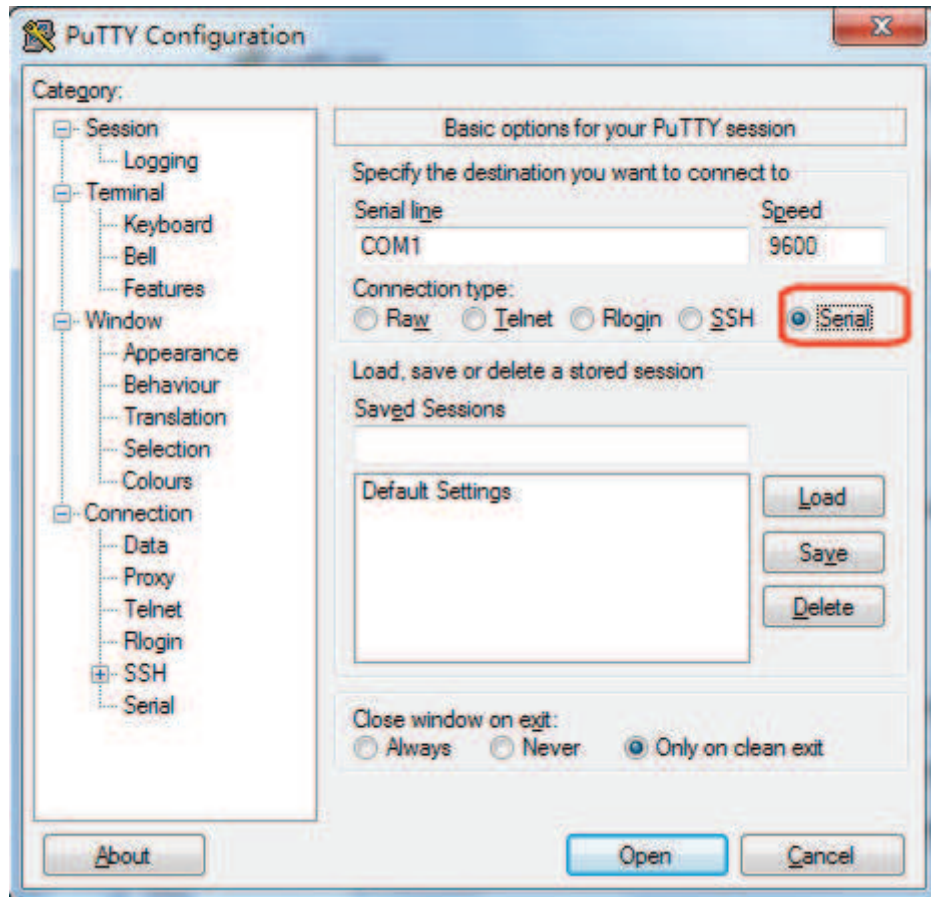 PuTTY Configuration
Category:
Session
Logging
Terminal
Keyboard
Bell
Features
Window
Appearance
Behaviour
Translation
Selection
Colours
Connection
Data
Proxy
Telnet
Rlogin
SSH
Serial
Basic options for your PuTTY session
Specify the destination you want to connect to
Serial line Speed
COM1 9600
Connection type:
Raw Telnet Rlogin SSH Serial
Load, save or delete a stored session
Saved Sessions
Default Settings
Load
Save
Delete
Close window on exit:
Always Never Only on clean exit
About Open Cancel